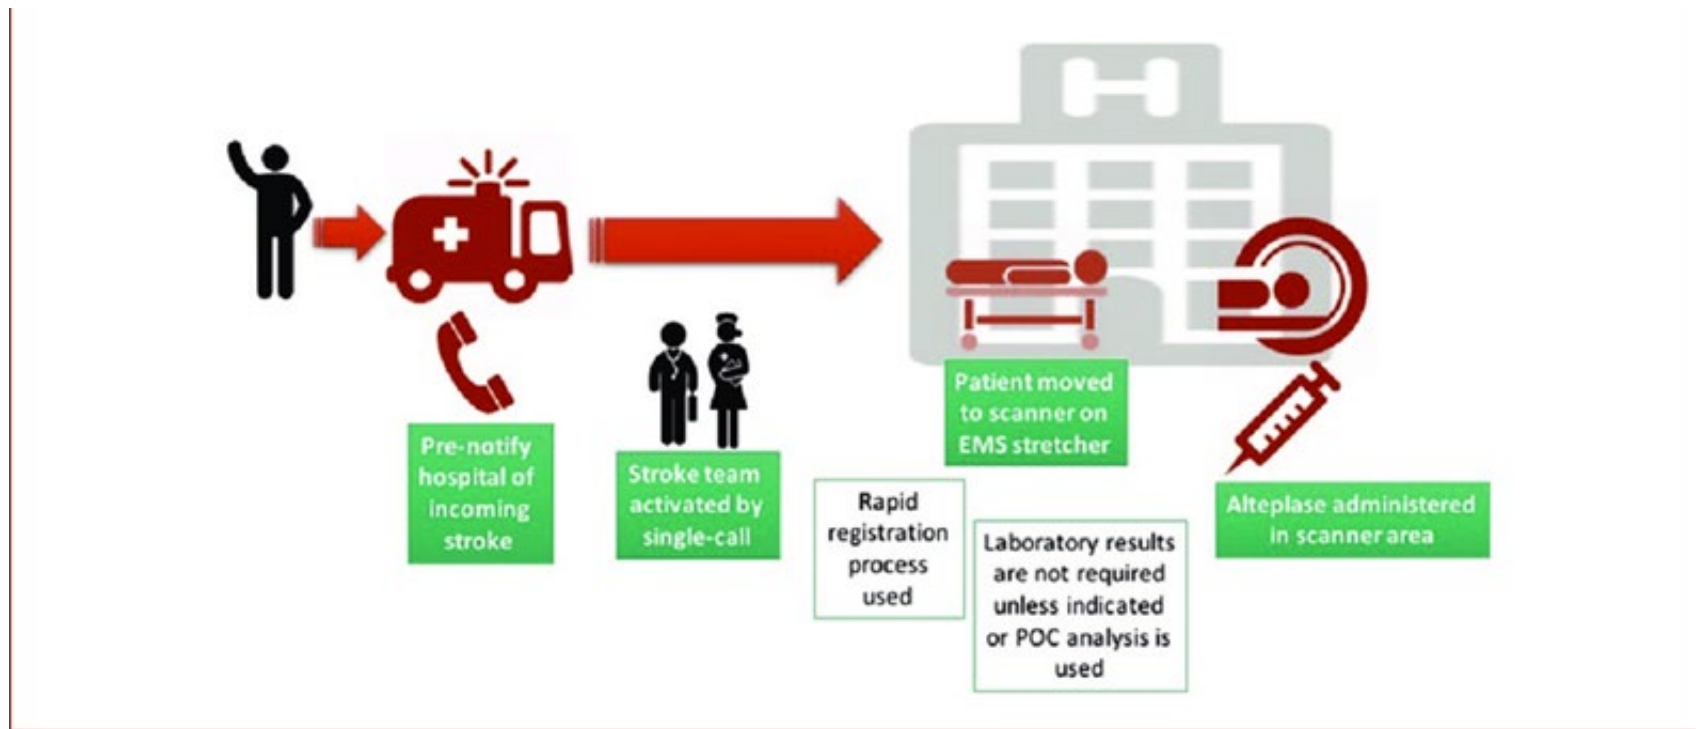 Pre-notify
hospital of
incoming
stroke
Stroke team
activated by
single-call
Patient moved
to scanner on
EMS stretcher
Rapid
registration
process
used
Laboratory results
are not required
unless indicated
or POC analysis is
used
Alteplase administered
in scanner area